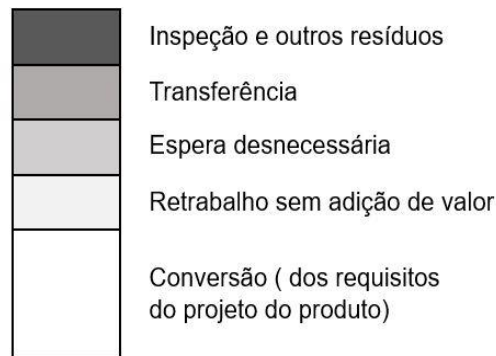 Inspeção e outros resíduos
Transferência
Espera desnecessária
Retrabalho sem adição de valor
Conversão ( dos requisitos
do projeto do produto)